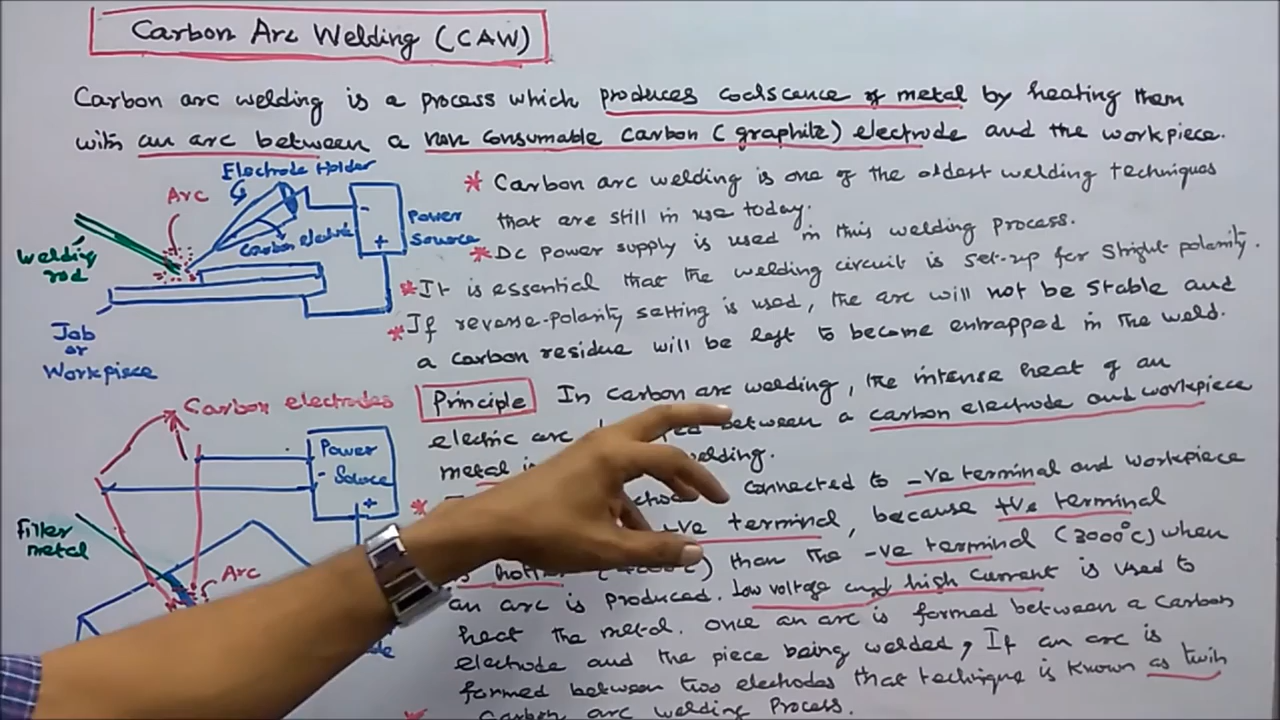 Carbon Arc Welding (CAW)
Carbon arc welding is a process which produces coalscance of metal by heating them
with an arc between a non consumable carbon (graphite) electrode and the workpiece.
Electrode Holder
Arc
Welding
rod
Carbon electrode
-
+
Power
Source
Job
or
Workpiece
* Carbon arc welding is one of the oldest welding techniques
that are still in use today.
* DC power supply is used in this welding process.
* It is essential that the welding circuit is set-up for stright polarity.
* If reverse-polarity setting is used, the arc will not be stable and
a carbon residue will be left to become entrapped in the weld.
Carbon electrodes
Power
- Source
+
Filler
metal
Arc
Principle In carbon arc welding, the intense heat of an
electric arc between a carbon electrode and workpiece
metal is welding.
* connected to -ve terminal and workpiece
+ve terminal, because +ve terminal
is hotter than the -ve terminal (3000°c) when
an arc is produced. Low voltage and high current is used to
heat the metal. once an arc is formed between a carbon
electrode and the piece being welded, If an arc is
formed between two electodes that technique is known as twin
* Carbon arc welding Process.